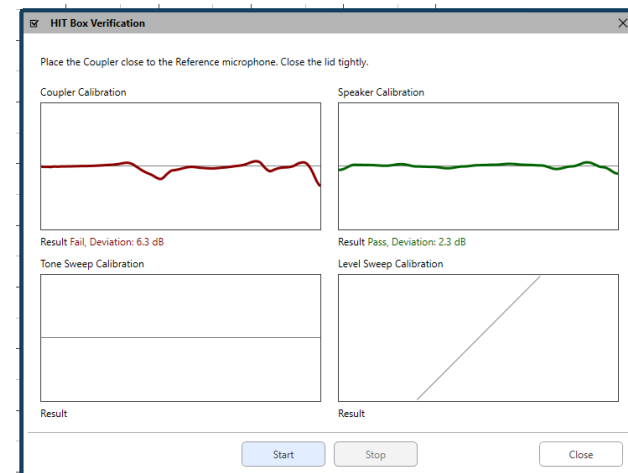 HIT Box Verification
Place the Coupler close to the Reference microphone. Close the lid tightly.
Coupler Calibration
Speaker Calibration
Result Fail, Deviation: 6.3 dB
Result Pass, Deviation: 2.3 dB
Tone Sweep Calibration
Level Sweep Calibration
Result
Result
Start
Stop
Close